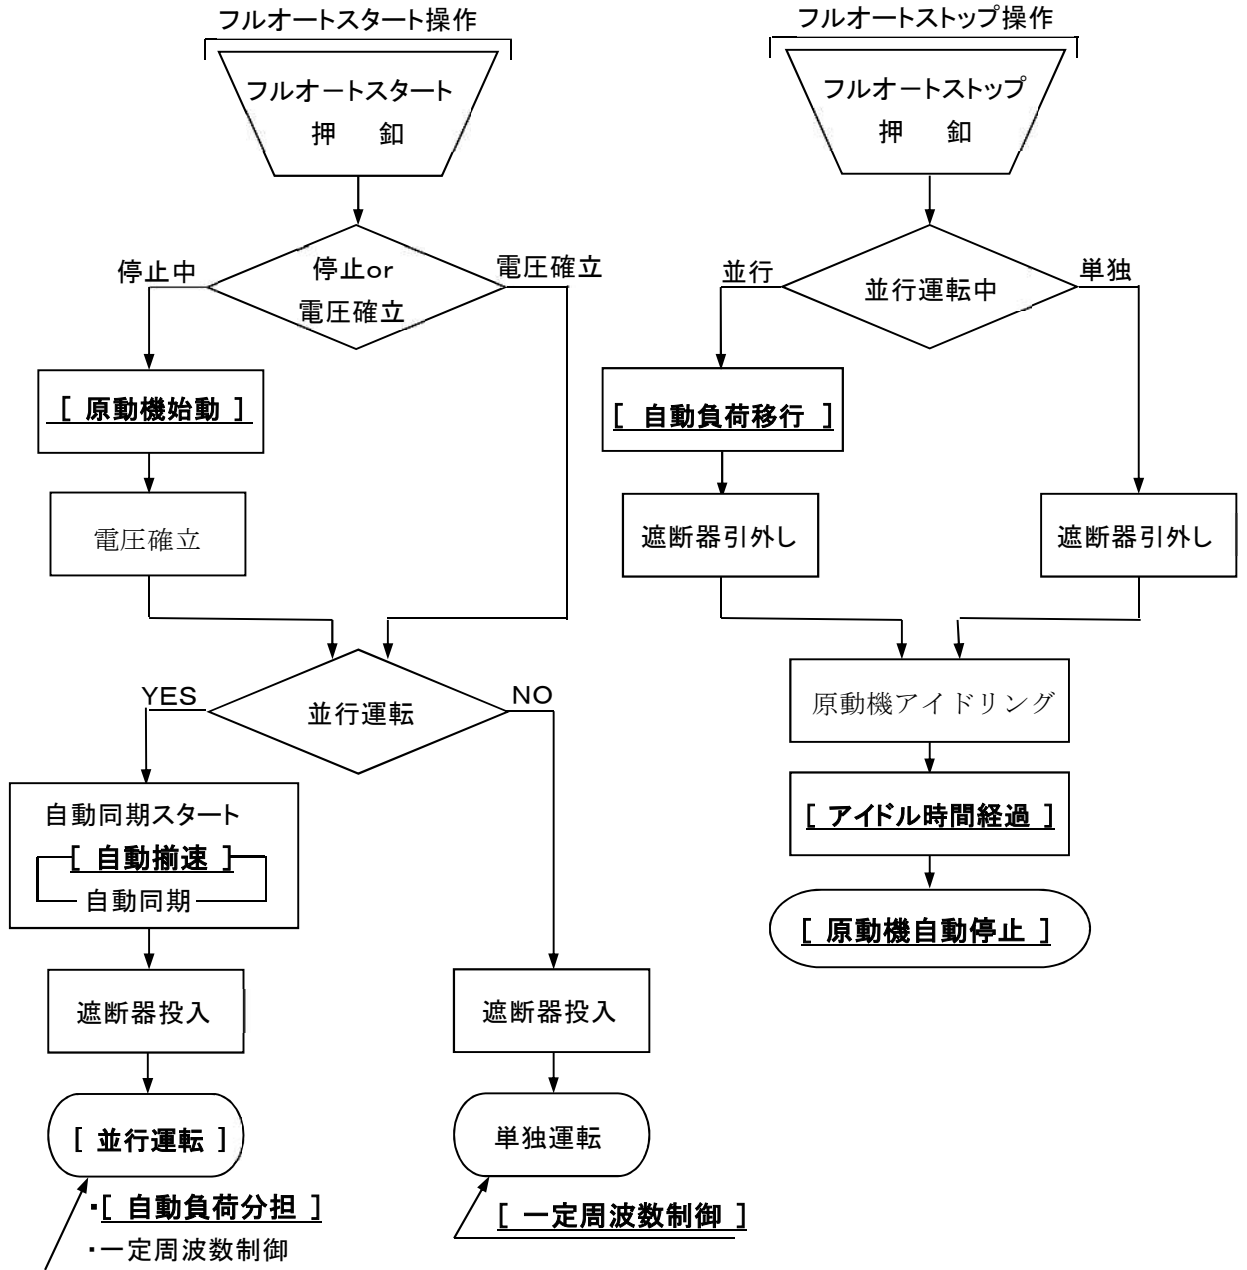 フルオートスタート操作
フルオートスタート
押 釦
停止中
停止or
電圧確立
電圧確立
[ 原動機始動 ]
電圧確立
YES
並行運転
NO
自動同期スタート
[ 自動揃速 ]
自動同期
遮断器投入
遮断器投入
[ 並行運転 ]
単独運転
・[ 自動負荷分担 ]
・一定周波数制御
[ 一定周波数制御 ]
フルオートストップ操作
フルオートストップ
押 釦
並行
並行運転中
単独
[ 自動負荷移行 ]
遮断器引外し
遮断器引外し
原動機アイドリング
[ アイドル時間経過 ]
[ 原動機自動停止 ]